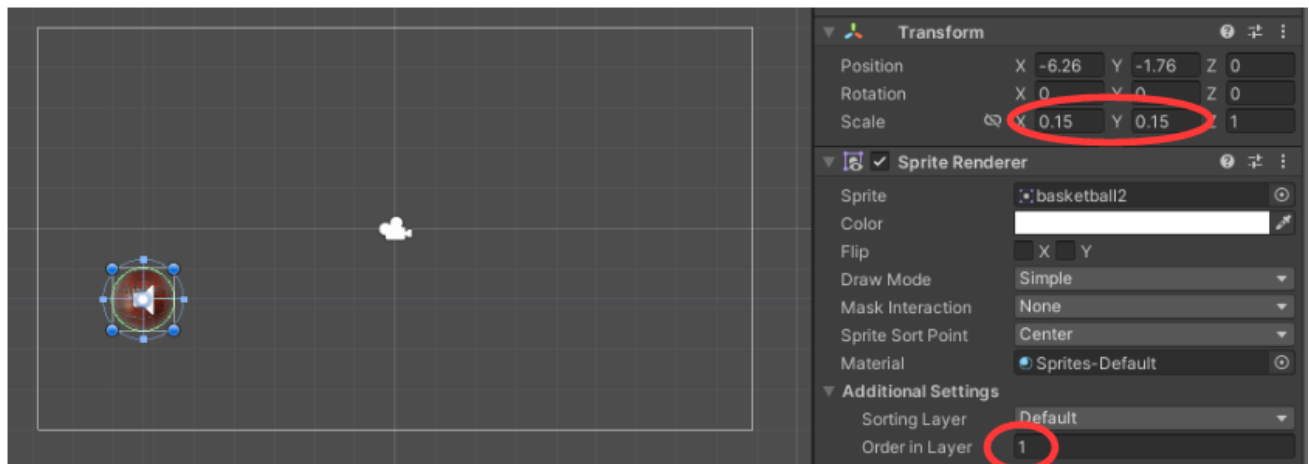 Transform
Position X -6.26 Y -1.76 Z 0
Rotation X 0 Y 0 Z 0
Scale X 0.15 Y 0.15 Z 1
Sprite Renderer
Sprite basketball2
Color
Flip X Y
Draw Mode Simple
Mask Interaction None
Sprite Sort Point Center
Material Sprites-Default
Additional Settings
Sorting Layer Default
Order in Layer 1